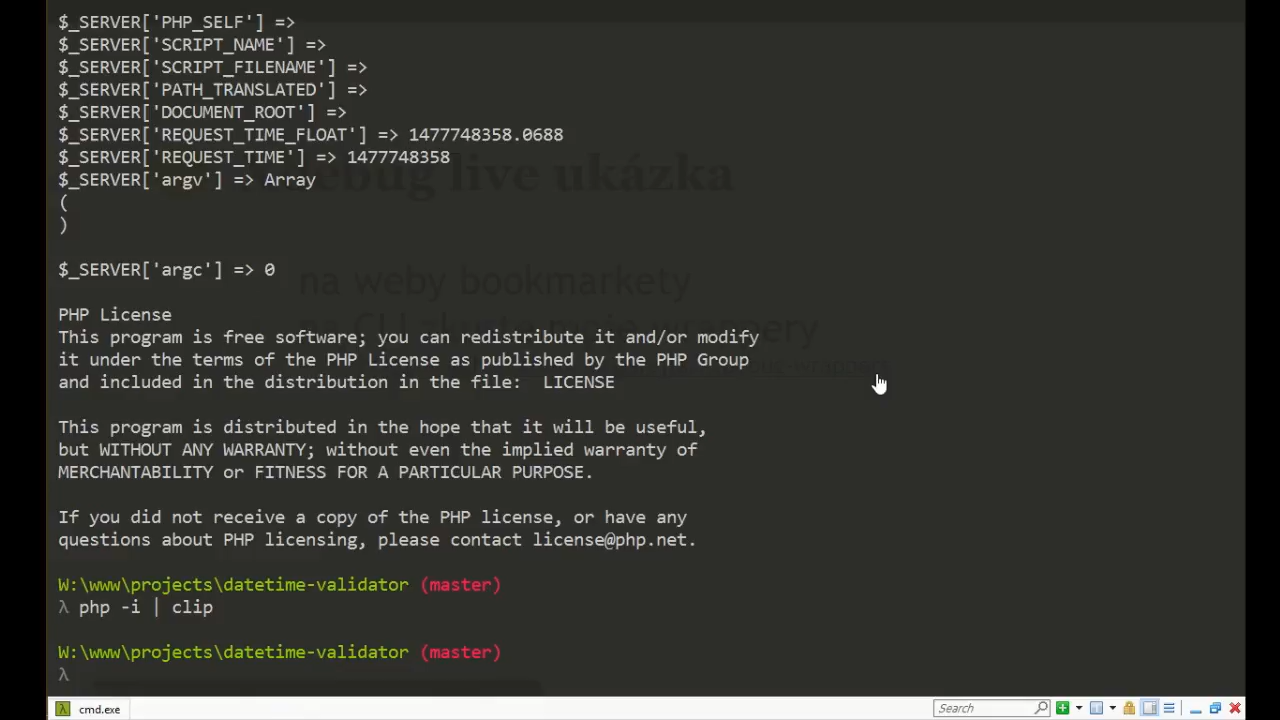 $_SERVER['PHP_SELF'] =>
$_SERVER['SCRIPT_NAME'] =>
$_SERVER['SCRIPT_FILENAME'] =>
$_SERVER['PATH_TRANSLATED'] =>
$_SERVER['DOCUMENT_ROOT'] =>
$_SERVER['REQUEST_TIME_FLOAT'] => 1477748358.0688
$_SERVER['REQUEST_TIME'] => 1477748358
ebug live ukázka
$_SERVER['argv'] => Array
(
)
$_SERVER['argc'] => 0
na weby bookmarkety
PHP License
This program is free software; you can redistribute it and/or modify
it under the terms of the PHP License as published by the PHP Group
and included in the distribution in the file:  LICENSE
This program is distributed in the hope that it will be useful,
but WITHOUT ANY WARRANTY; without even the implied warranty of
MERCHANTABILITY or FITNESS FOR A PARTICULAR PURPOSE.
If you did not receive a copy of the PHP license, or have any
questions about PHP licensing, please contact license@php.net.
W:\www\projects\datetime-validator (master)
λ php -i | clip
W:\www\projects\datetime-validator (master)
λ
cmd.exe
Search